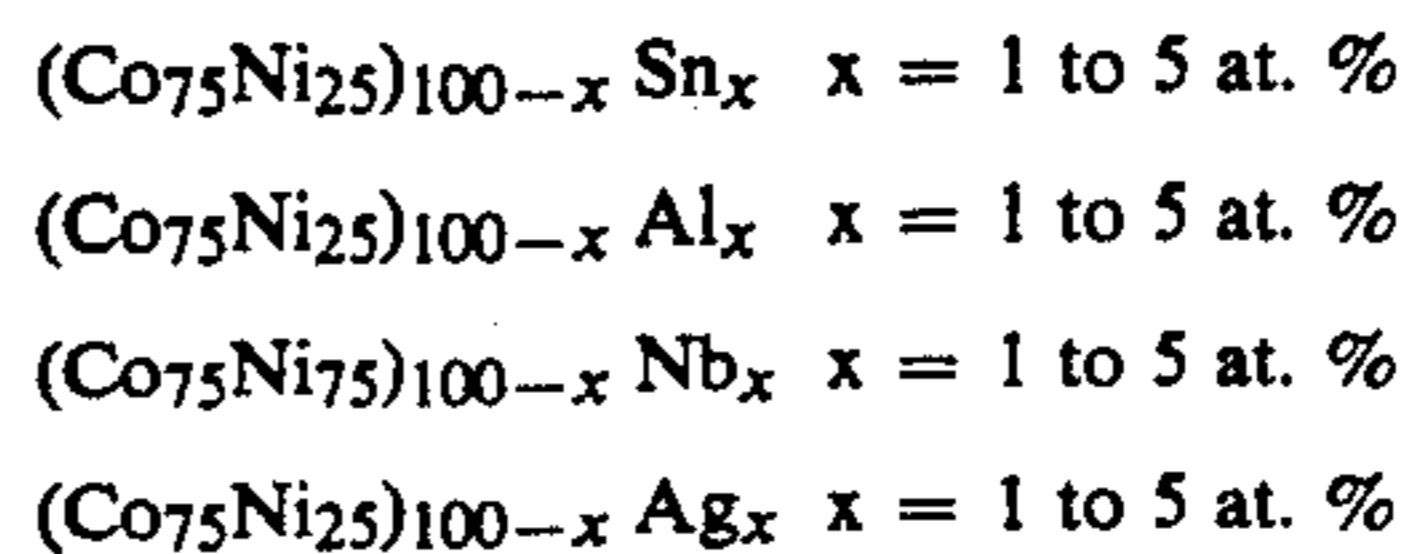 (Co75Ni25)100−x Snx x = 1 to 5 at. %
(Co75Ni25)100−x Alx x = 1 to 5 at. %
(Co75Ni75)100−x Nbx x = 1 to 5 at. %
(Co75Ni25)100−x Agx x = 1 to 5 at. %